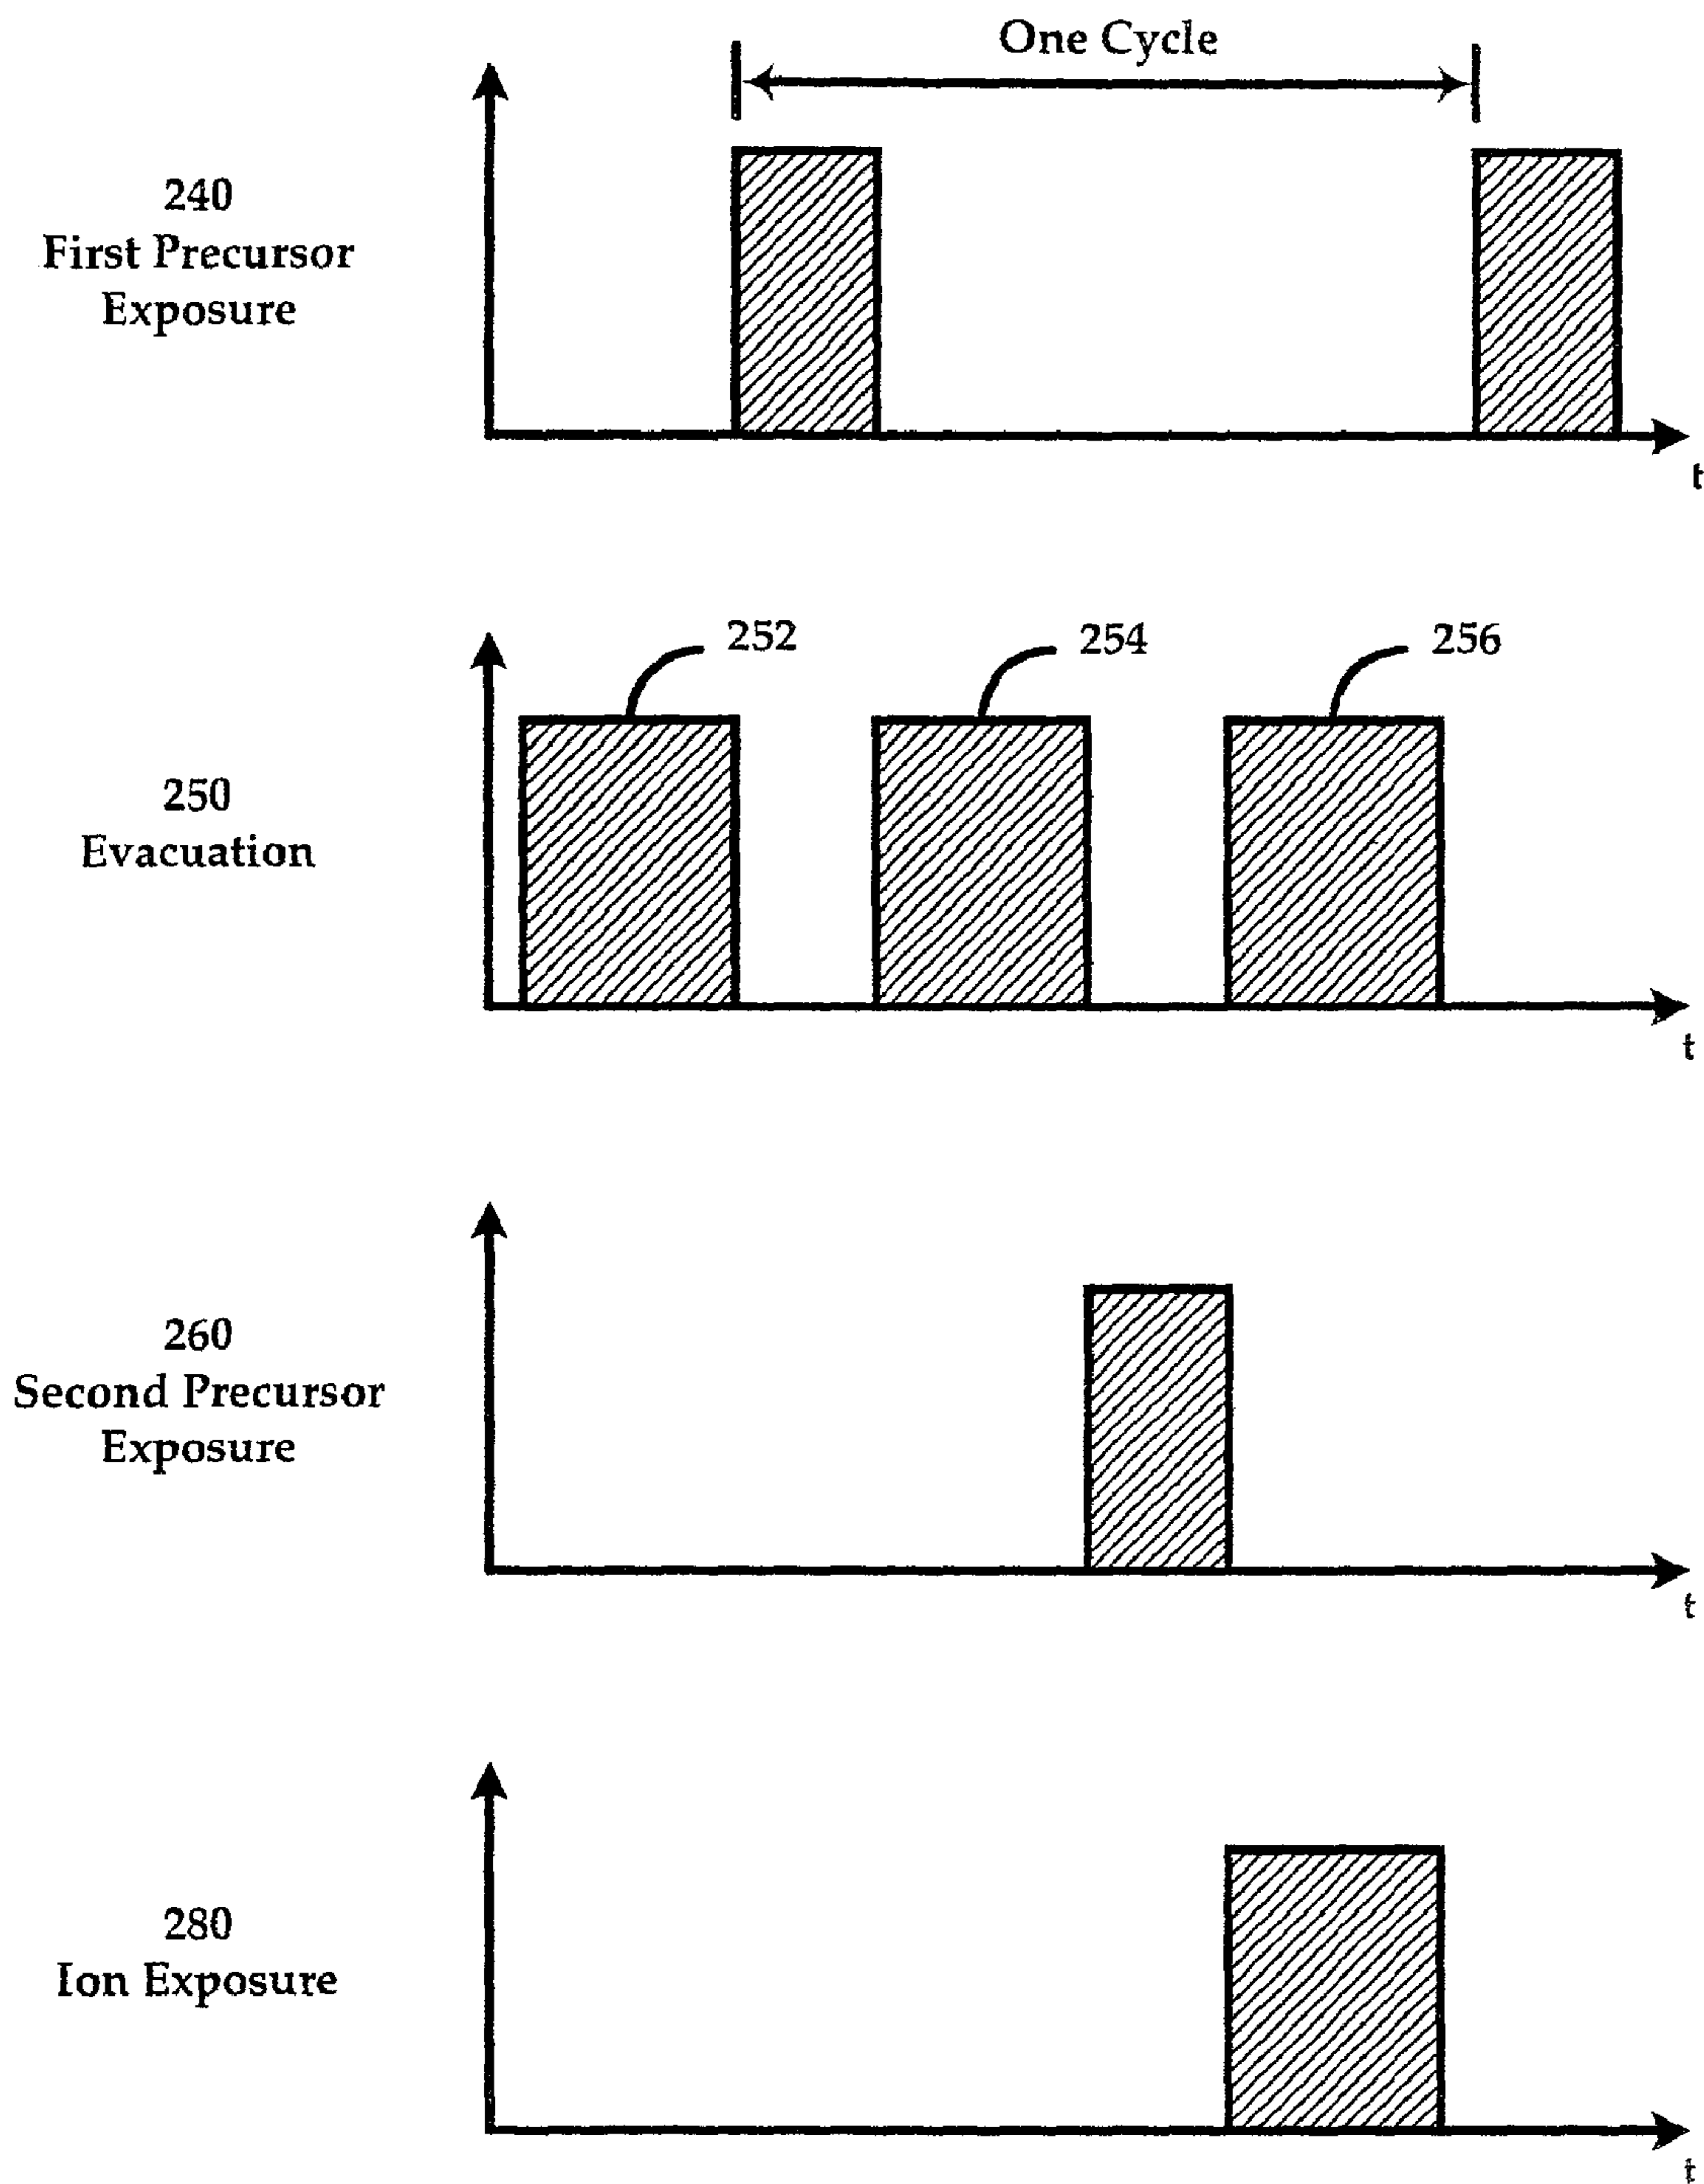 One Cycle
240
First Precursor
Exposure
t
252
254
256
250
Evacuation
t
260
Second Precursor
Exposure
t
280
Ion Exposure
t